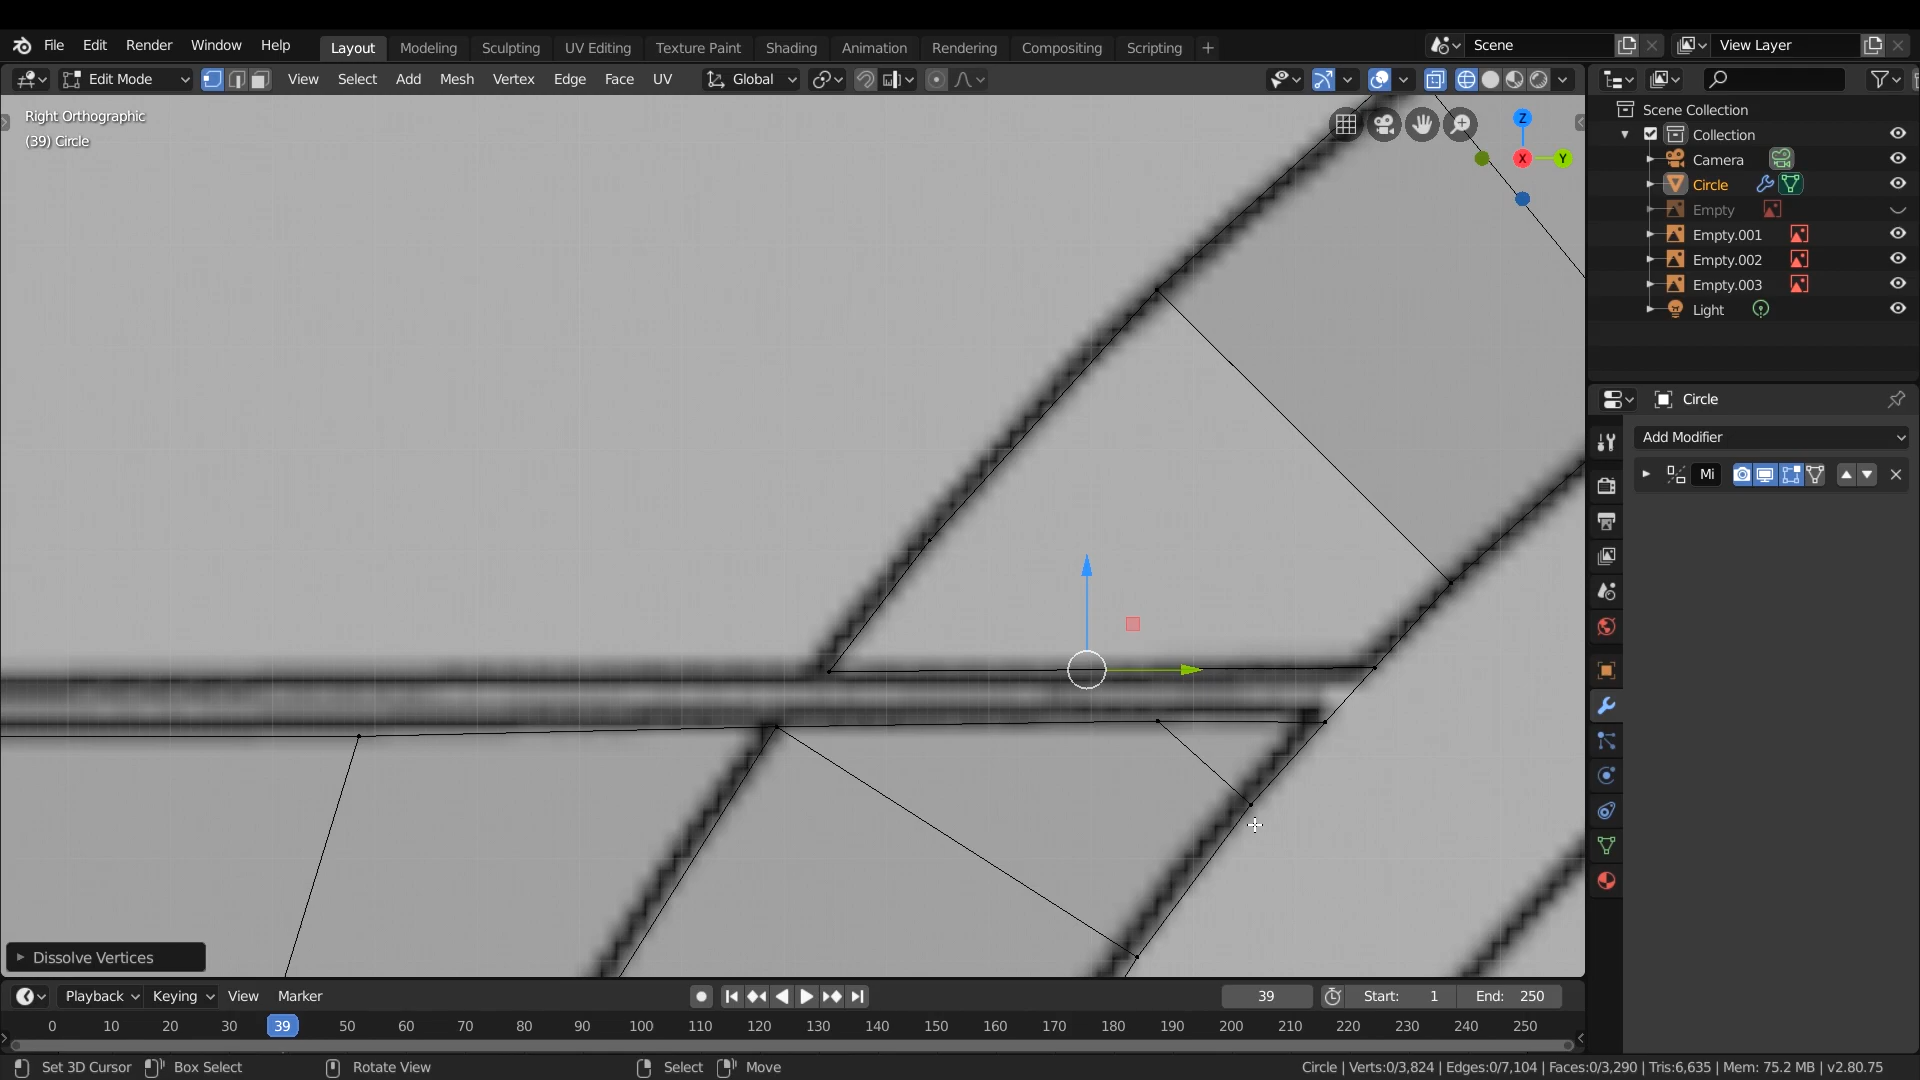 File Edit Render Window Help Layout Modeling Sculpting UV Editing Texture Paint Shading Animation Rendering Compositing Scripting + Scene View Layer
Edit Mode View Select Add Mesh Vertex Edge Face UV Global
Right Orthographic
(39) Circle
Z
X Y
Scene Collection
Collection
Camera
Circle
Empty
Empty.001
Empty.002
Empty.003
Light
Circle
Add Modifier
Mi
Dissolve Vertices
Playback Keying View Marker 39 Start: 1 End: 250
0 10 20 30 39 50 60 70 80 90 100 110 120 130 140 150 160 170 180 190 200 210 220 230 240 250
Set 3D Cursor Box Select Rotate View Select Move Circle | Verts:0/3,824 | Edges:0/7,104 | Faces:0/3,290 | Tris:6,635 | Mem: 75.2 MB | v2.80.75